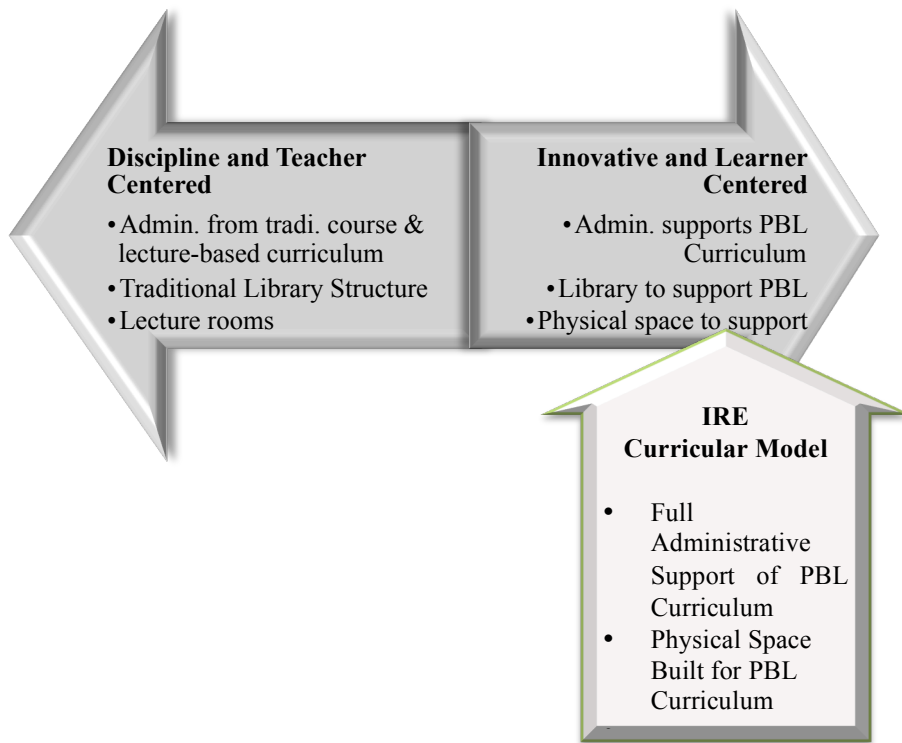 Discipline and Teacher
Centered
•Admin. from tradi. course &
lecture-based curriculum
•Traditional Library Structure
•Lecture rooms
Innovative and Learner
Centered
•Admin. supports PBL
Curriculum
•Library to support PBL
•Physical space to support
IRE
Curricular Model
• Full
Administrative
Support of PBL
Curriculum
• Physical Space
Built for PBL
Curriculum